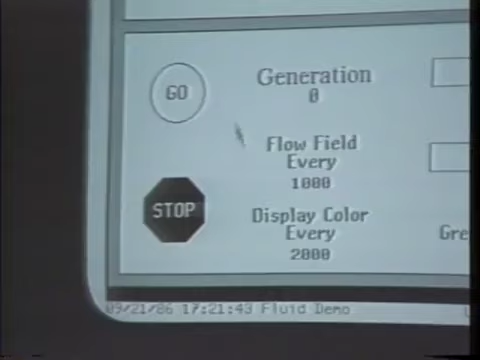 GO
Generation
0
Flow Field
Every
1000
STOP
Display Color
Every
2000
Gre
09/21/86 17:21:43 Fluid Demo